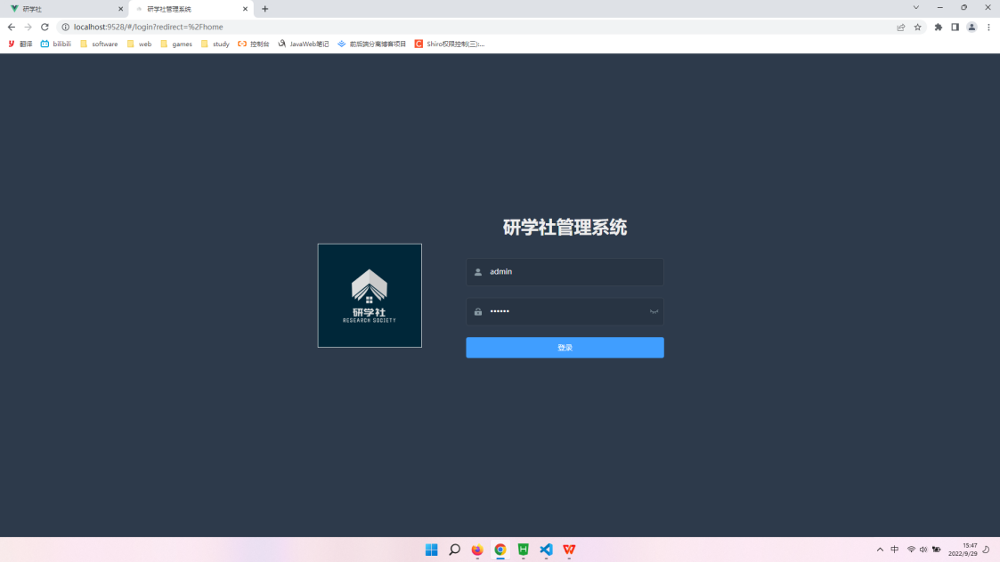 研学社
研学社管理系统
localhost:9528/#/login?redirect=%2Fhome
翻译
bilibili
software
web
games
study
控制台
JavaWeb笔记
前后端分离博客项目
Shiro权限控制(三):...
研学社管理系统
研学社
RESEARCH SOCIETY
admin
••••••
登录
中
15:47
2022/9/29